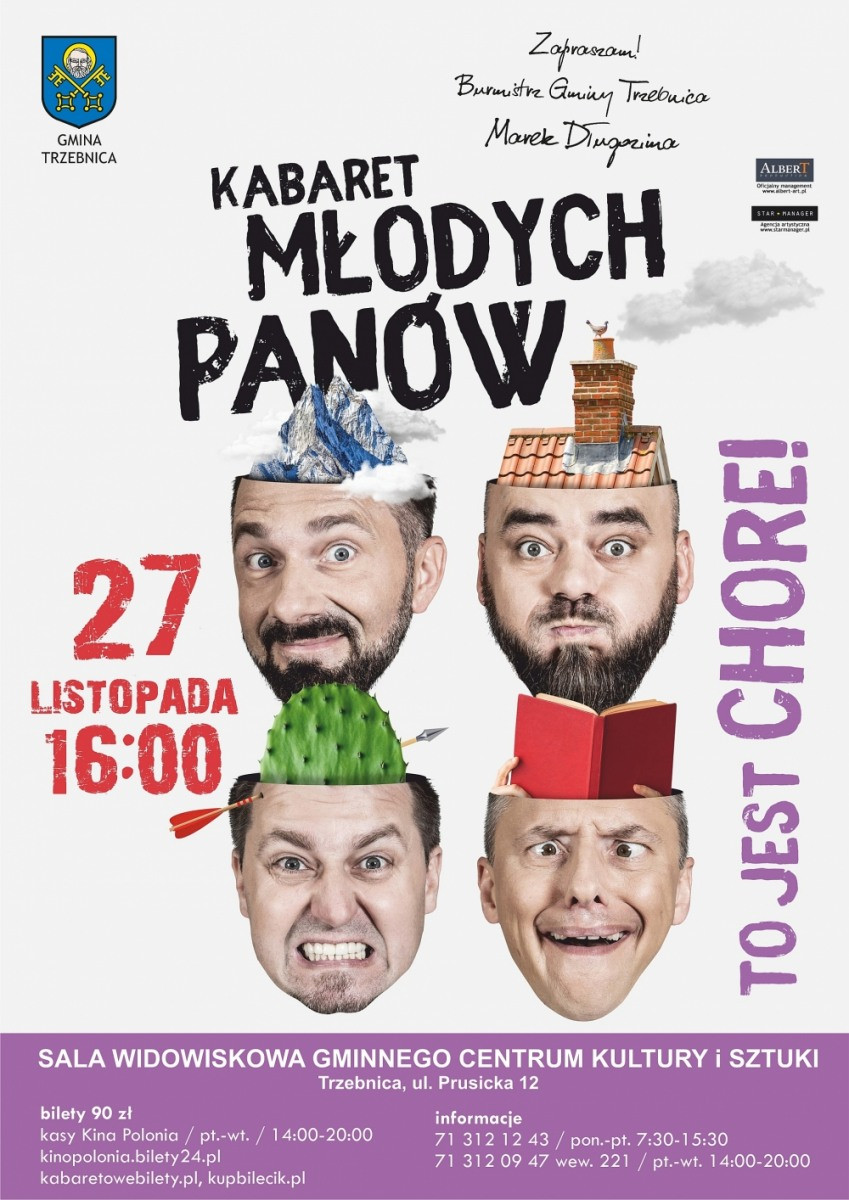 GMINA
TRZEBNICA
Zapraszam!
Burmistrz Gminy Trzebnica
Marek Długozima
ALBERT
PRODUCTION
Oficjalny management
www.albert-art.pl
STAR MANAGER
Agencja artystyczna
www.starmanager.pl
KABARET
MŁODYCH
PANÓW
27
LISTOPADA
16:00
TO JEST CHORE!
SALA WIDOWISKOWA GMINNEGO CENTRUM KULTURY i SZTUKI
Trzebnica, ul. Prusicka 12
bilety 90 zł
kasy Kina Polonia / pt.-wt. / 14:00-20:00
kinopolonia.bilety24.pl
kabaretowebilety.pl, kupbilecik.pl
informacje
71 312 12 43 / pon.-pt. 7:30-15:30
71 312 09 47 wew. 221 / pt.-wt. 14:00-20:00